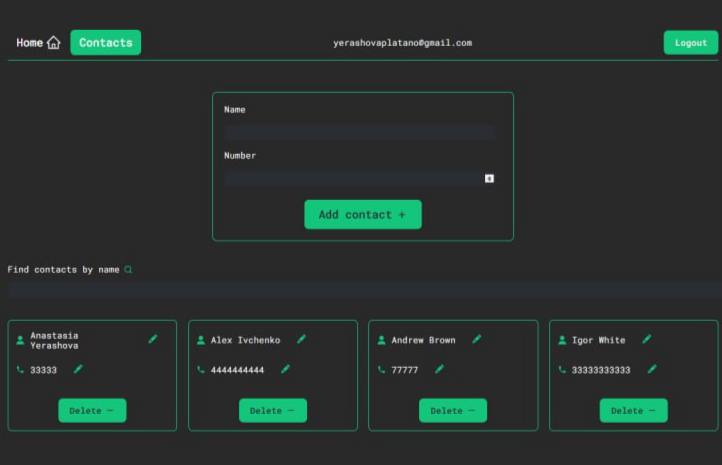 Home Contacts yerashovaplatano@gmail.com Logout
Name
Number
Add contact +
Find contacts by name
Anastasia
Yerashova
33333
Delete —
Alex Ivchenko
4444444444
Delete —
Andrew Brown
77777
Delete —
Igor White
33333333333
Delete —